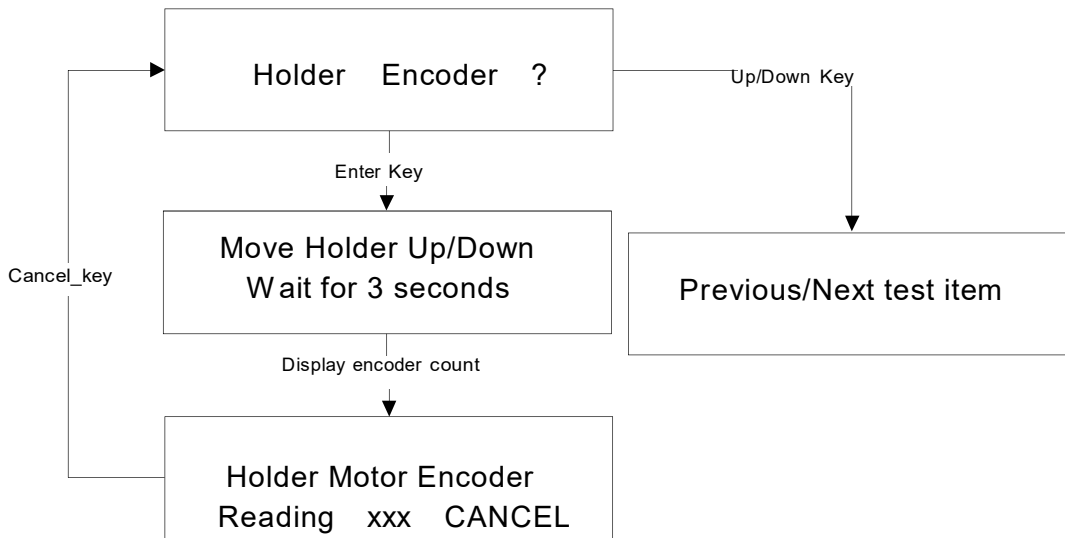 Holder Encoder ?
Up/Down Key
Enter Key
Move Holder Up/Down
Wait for 3 seconds
Previous/Next test item
Cancel_key
Display encoder count
Holder Motor Encoder
Reading xxx CANCEL